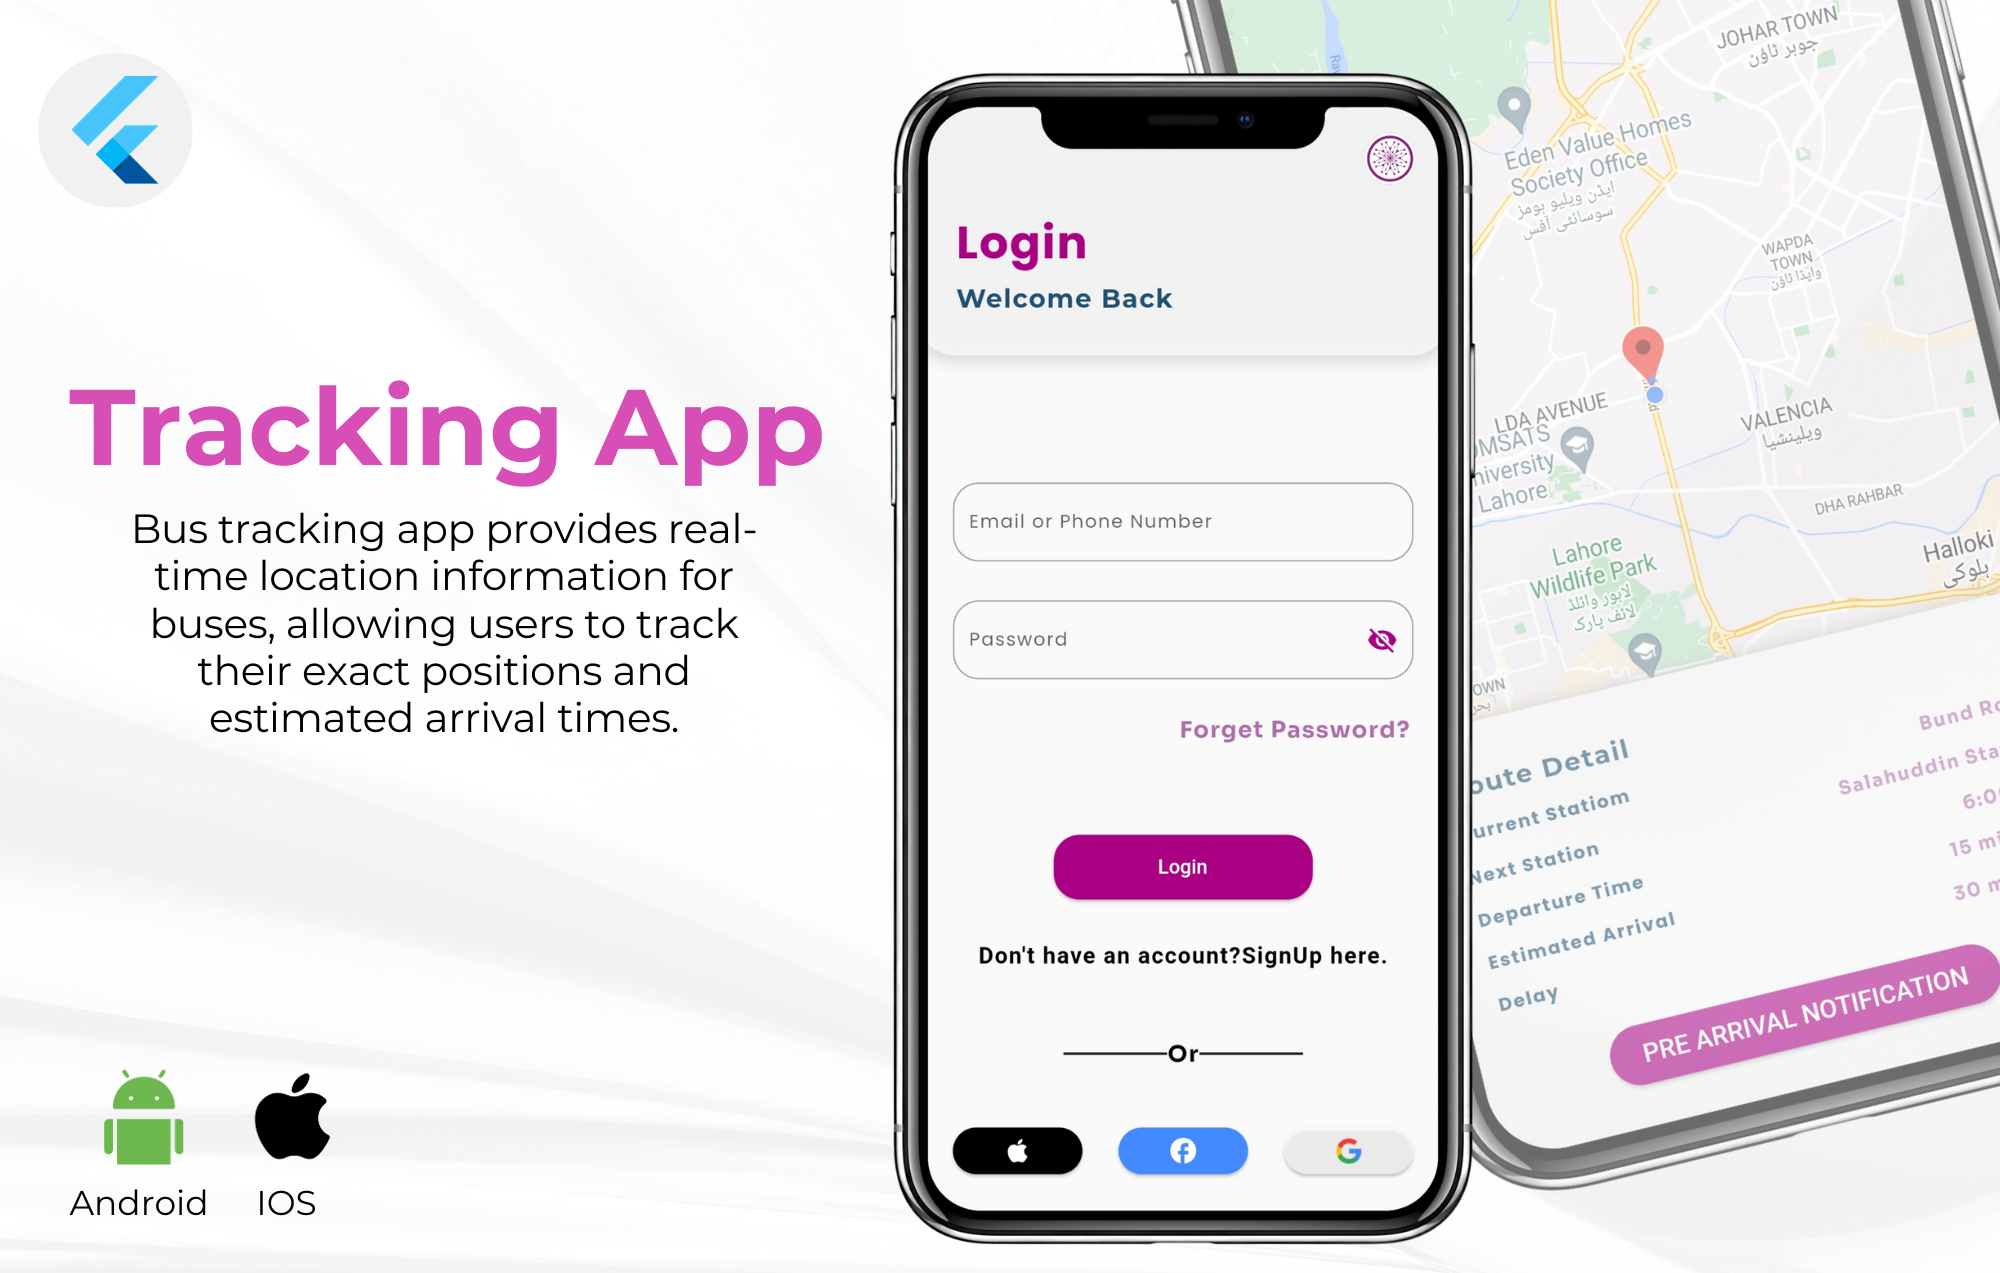 Tracking App
Bus tracking app provides real-
time location information for
buses, allowing users to track
their exact positions and
estimated arrival times.
Android
IOS
Login
Welcome Back
Email or Phone Number
Password
Forget Password?
Login
Don't have an account?SignUp here.
Or
JOHAR TOWN
جوہر ٹاؤن
Eden Value Homes
Society Office
ایڈن ویلیو ہومز
سوسائٹی آفس
WAPDA
TOWN
واپڈا ٹاؤن
LDA AVENUE
VALENCIA
ویلینشیا
OMSATS
niversity
Lahore
DHA RAHBAR
Halloki
ہلوکی
Lahore
Wildlife Park
لاہور وائلڈ
لائف پارک
OWN
oute Detail
Bund Ro
urrent Statiom
Salahuddin Sta
Next Station
6:0
Departure Time
15 mi
Estimated Arrival
30 m
Delay
PRE ARRIVAL NOTIFICATION